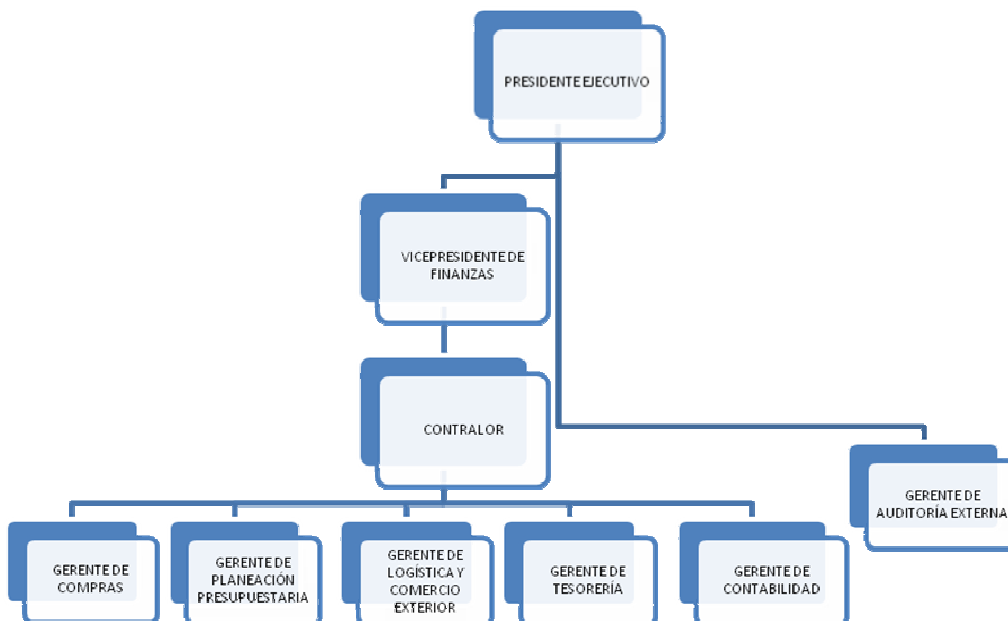 PRESIDENTE EJECUTIVO
VICEPRESIDENTE DE
FINANZAS
CONTRALOR
GERENTE DE
AUDITORÍA EXTERNA
GERENTE DE
COMPRAS
GERENTE DE
PLANEACIÓN
PRESUPUESTARIA
GERENTE DE
LOGÍSTICA Y
COMERCIO
EXTERIOR
GERENTE DE
TESORERÍA
GERENTE DE
CONTABILIDAD